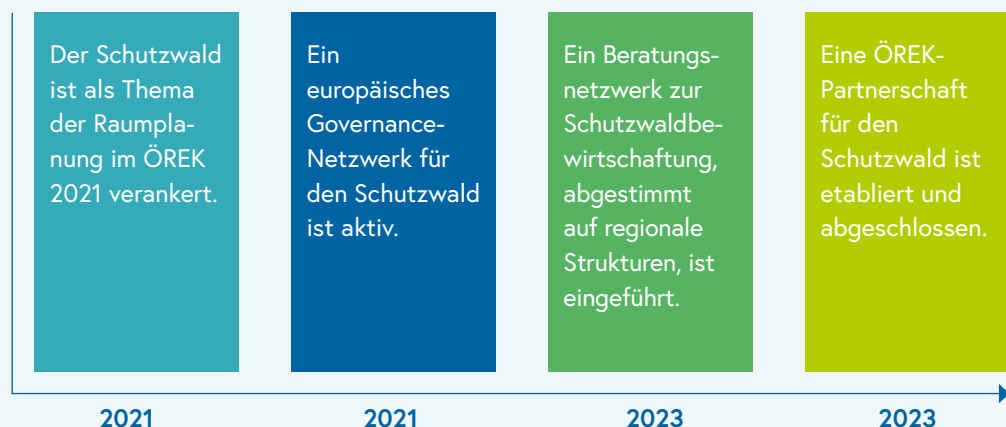 Der Schutzwald
ist als Thema
der Raumpla-
nung im ÖREK
2021 verankert.
Ein
europäisches
Governance-
Netzwerk für
den Schutzwald
ist aktiv.
Ein Beratungs-
netzwerk zur
Schutzwaldbe-
wirtschaftung,
abgestimmt
auf regionale
Strukturen, ist
eingeführt.
Eine ÖREK-
Partnerschaft
für den
Schutzwald ist
etabliert und
abgeschlossen.
2021
2021
2023
2023